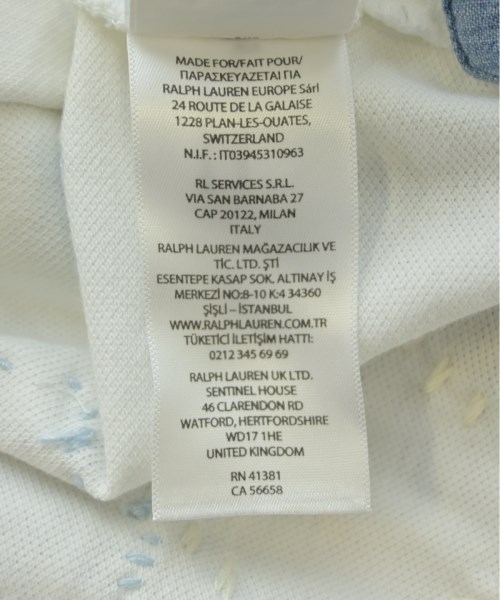 MADE FOR/FAIT POUR/
ΠΑΡΑΣΚΕΥΑΖΕΤΑΙ ΓΙΑ
RALPH LAUREN EUROPE Sárl
24 ROUTE DE LA GALAISE
1228 PLAN-LES-OUATES,
SWITZERLAND
N.I.F.: IT03945310963
RL SERVICES S.R.L.
VIA SAN BARNABA 27
CAP 20122, MILAN
ITALY
RALPH LAUREN MAĞAZACILIK VE
TİC. LTD. ŞTİ
ESENTEPE KASAP SOK. ALTINAY İŞ
MERKEZİ NO:8-10 K:4 34360
ŞİŞLİ – İSTANBUL
WWW.RALPHLAUREN.COM.TR
TÜKETİCİ İLETİŞİM HATTI:
0212 345 69 69
RALPH LAUREN UK LTD.
SENTINEL HOUSE
46 CLARENDON RD
WATFORD, HERTFORDSHIRE
WD17 1HE
UNITED KINGDOM
RN 41381
CA 56658